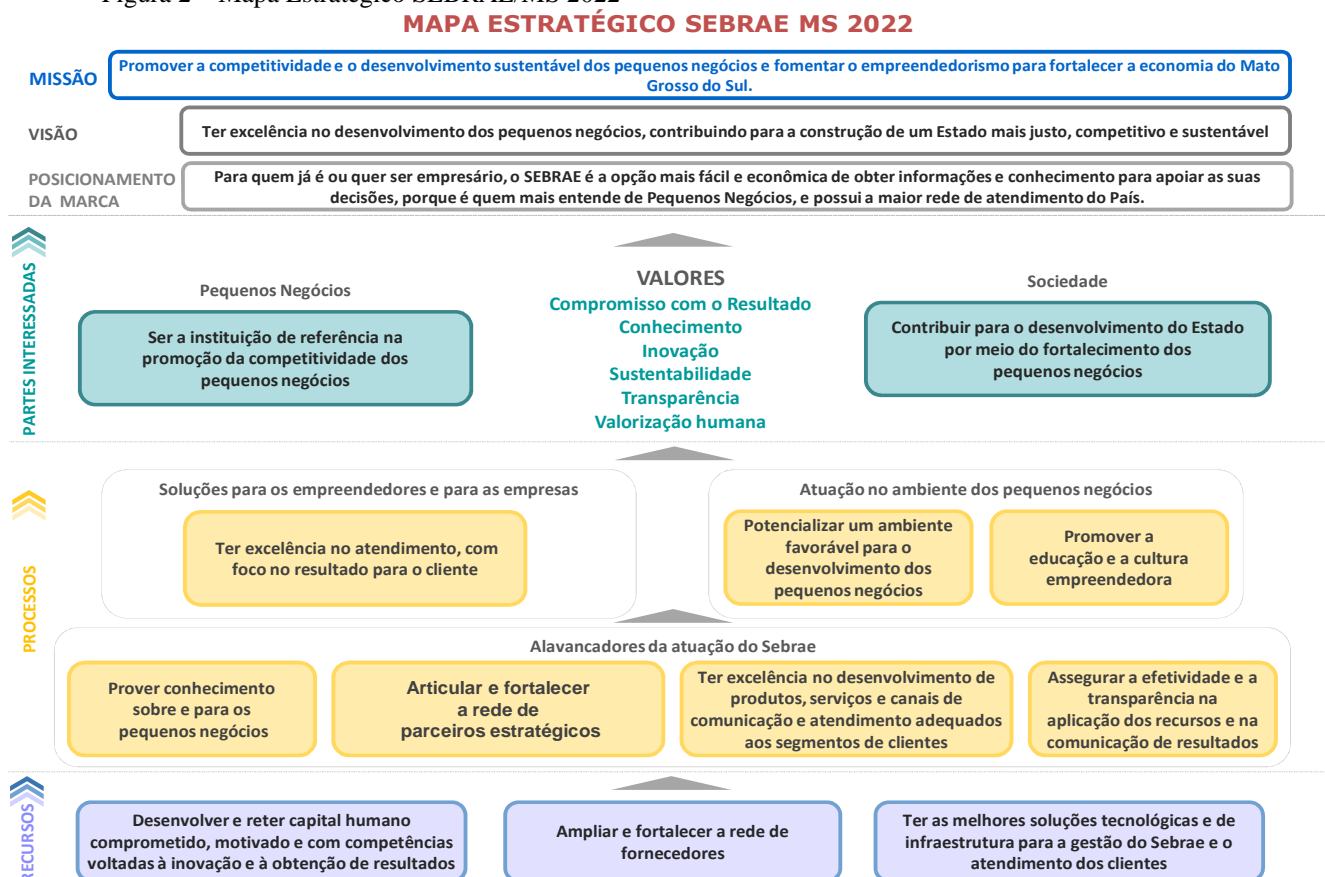 Figura 2 – Mapa Estratégico SEBRAE/MS 2022
MAPA ESTRATÉGICO SEBRAE MS 2022
MISSÃO
Promover a competitividade e o desenvolvimento sustentável dos pequenos negócios e fomentar o empreendedorismo para fortalecer a economia do Mato
Grosso do Sul.
VISÃO
Ter excelência no desenvolvimento dos pequenos negócios, contribuindo para a construção de um Estado mais justo, competitivo e sustentável
POSICIONAMENTO
DA MARCA
Para quem já é ou quer ser empresário, o SEBRAE é a opção mais fácil e econômica de obter informações e conhecimento para apoiar as suas
decisões, porque é quem mais entende de Pequenos Negócios, e possui a maior rede de atendimento do País.
PARTES INTERESSADAS
Pequenos Negócios
Ser a instituição de referência na
promoção da competitividade dos
pequenos negócios
VALORES
Compromisso com o Resultado
Conhecimento
Inovação
Sustentabilidade
Transparência
Valorização humana
Sociedade
Contribuir para o desenvolvimento do Estado
por meio do fortalecimento dos
pequenos negócios
PROCESSOS
Soluções para os empreendedores e para as empresas
Ter excelência no atendimento, com
foco no resultado para o cliente
Atuação no ambiente dos pequenos negócios
Potencializar um ambiente
favorável para o
desenvolvimento dos
pequenos negócios
Promover a
educação e a cultura
empreendedora
Alavancadores da atuação do Sebrae
Prover conhecimento
sobre e para os
pequenos negócios
Articular e fortalecer
a rede de
parceiros estratégicos
Ter excelência no desenvolvimento de
produtos, serviços e canais de
comunicação e atendimento adequados
aos segmentos de clientes
Assegurar a efetividade e a
transparência na
aplicação dos recursos e na
comunicação de resultados
RECURSOS
Desenvolver e reter capital humano
comprometido, motivado e com competências
voltadas à inovação e à obtenção de resultados
Ampliar e fortalecer a rede de
fornecedores
Ter as melhores soluções tecnológicas e de
infraestrutura para a gestão do Sebrae e o
atendimento dos clientes